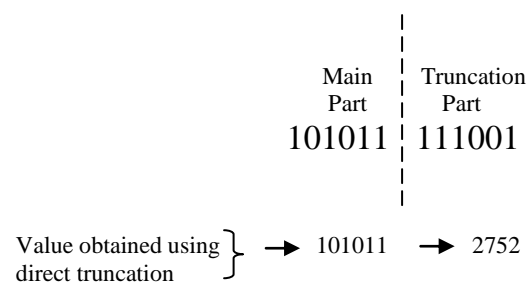 Main Truncation
Part Part
101011 111001
Value obtained using
direct truncation
101011 2752